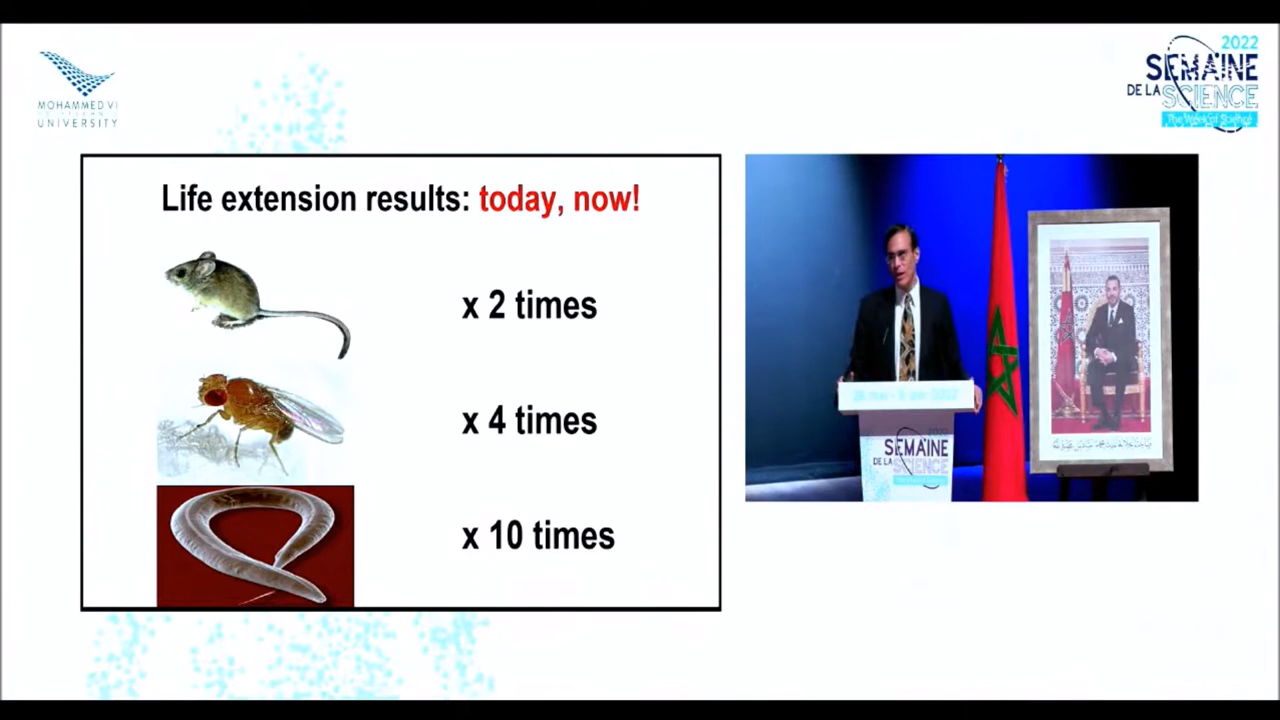 MOHAMMED VI
UNIVERSITY
2022
SEMAINE
DE LA SCIENCE
The Week of Science
Life extension results: today, now!
x 2 times
x 4 times
x 10 times
2022
SEMAINE
DE LA SCIENCE